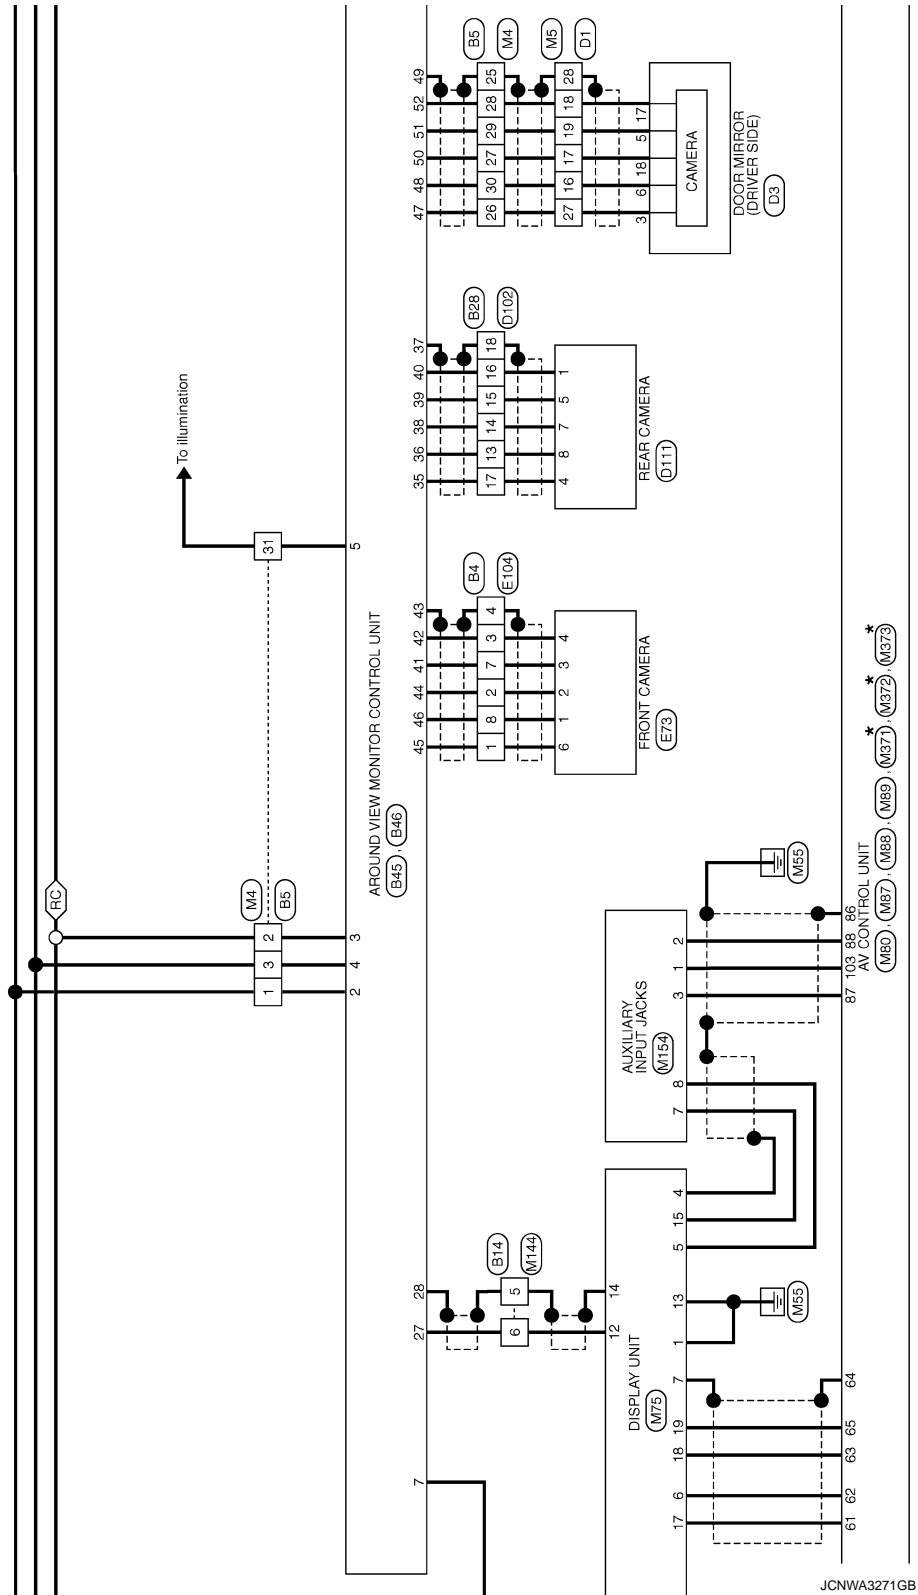 49 52 51 50 48 47
B5 M4
25 28 29 27 30 26
M5 D1
28 18 19 17 16 27
17 5 18 6 3
CAMERA
DOOR MIRROR
(DRIVER SIDE)
D3
37 40 39 38 36 35
B28 D102
18 16 15 14 13 17
1 5 7 8 4
REAR CAMERA
D111
To illumination
31
5
43 42 41 44 46 45
B4 E104
4 3 7 2 8 1
4 3 2 1 6
FRONT CAMERA
E73
AROUND VIEW MONITOR CONTROL UNIT
B45 , B46
RC
M4 B5
2 3 1
3 4 2
M55
2 1 3
AUXILIARY
INPUT JACKS
M154
8 7
86 88 103 87
AV CONTROL UNIT
M80 , M87 , M88 , M89 , M371 * , M372 * , M373 *
4 15 5
B14 M144
28 27
5 6
14 12
13 1
M55
DISPLAY UNIT
M75
7 19 18 6 17
64 65 63 62 61
7
JCNWA3271GB